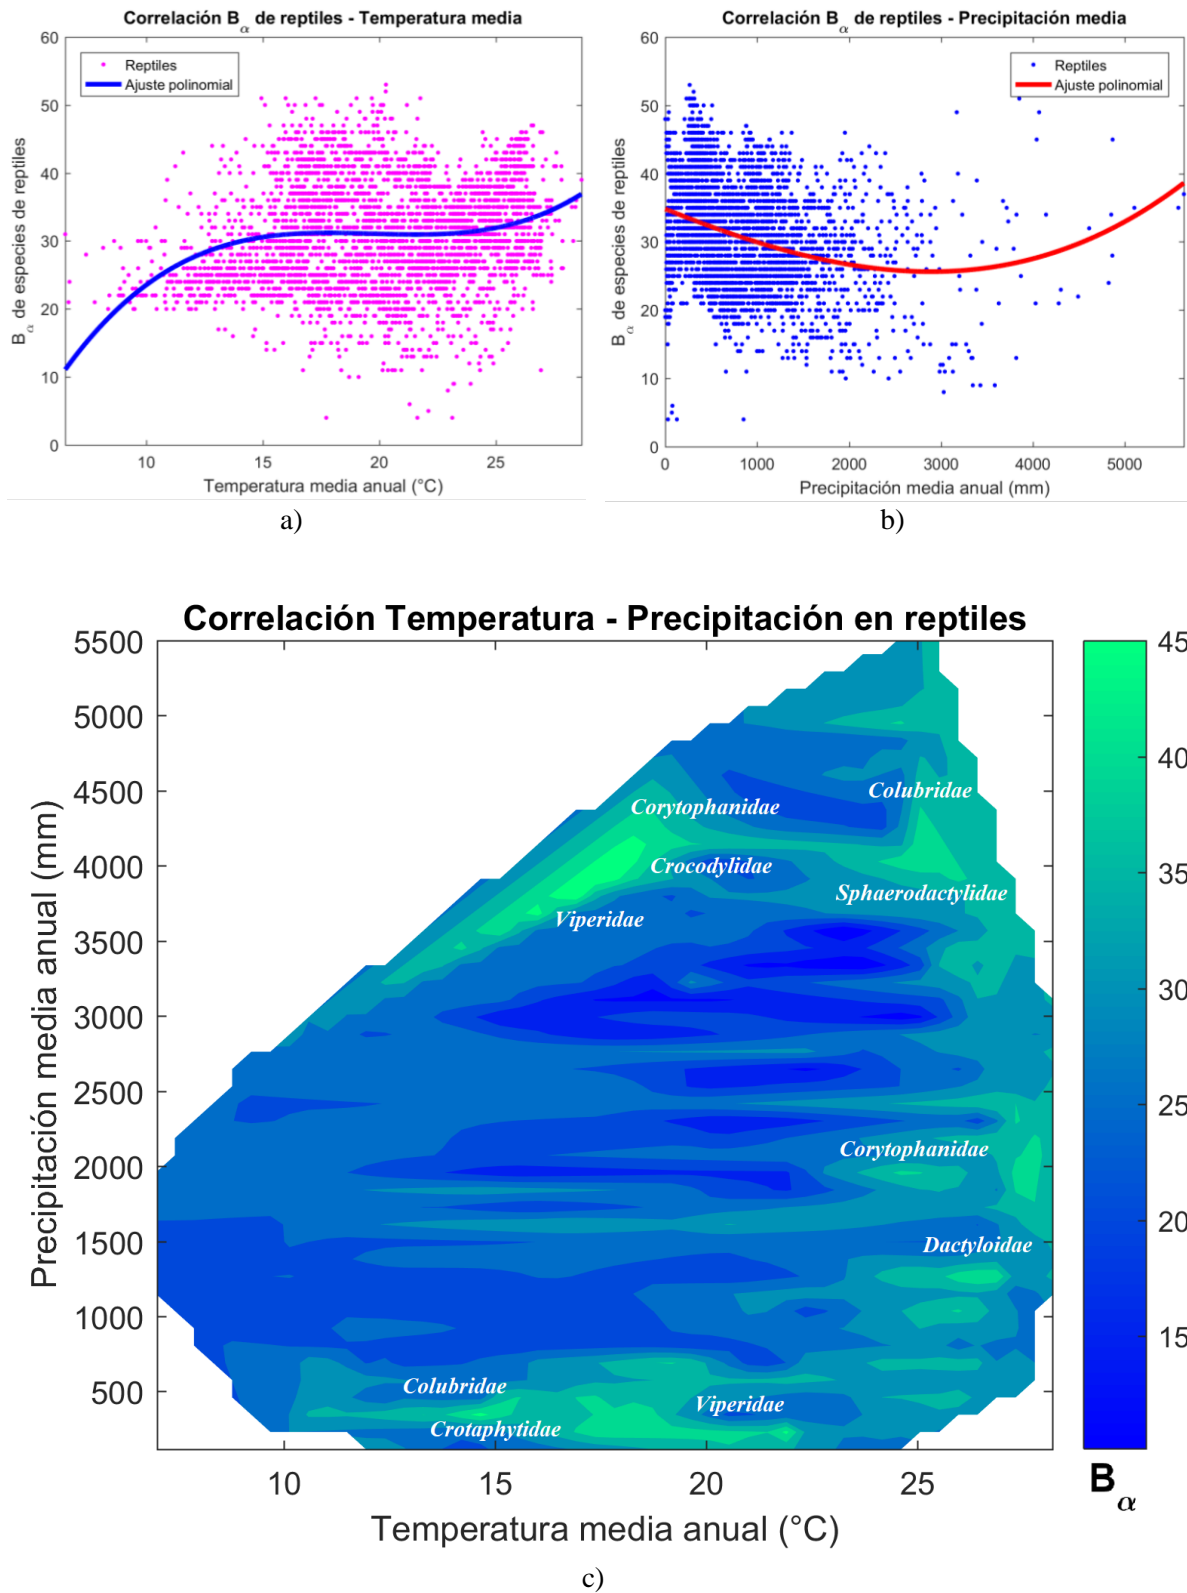 Correlación Bα de reptiles - Temperatura media
60
50
40
30
20
10
0
Bα de especies de reptiles
Reptiles
Ajuste polinomial
10 15 20 25
Temperatura media anual (°C)
a)
Correlación Bα de reptiles - Precipitación media
60
50
40
30
20
10
0
Bα de especies de reptiles
Reptiles
Ajuste polinomial
0 1000 2000 3000 4000 5000
Precipitación media anual (mm)
b)
Correlación Temperatura - Precipitación en reptiles
5500
5000
4500
4000
3500
3000
2500
2000
1500
1000
500
Precipitación media anual (mm)
Colubridae
Corytophanidae
Crocodylidae
Sphaerodactylidae
Viperidae
Corytophanidae
Dactyloidae
Colubridae
Viperidae
Crotaphytidae
10 15 20 25
Temperatura media anual (°C)
45
40
35
30
25
20
15
Bα
c)